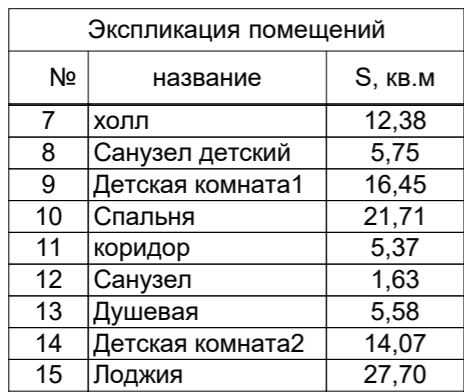 Экспликация помещений
№ название S, кв.м
7 холл 12,38
8 Санузел детский 5,75
9 Детская комната1 16,45
10 Спальня 21,71
11 коридор 5,37
12 Санузел 1,63
13 Душевая 5,58
14 Детская комната2 14,07
15 Лоджия 27,70